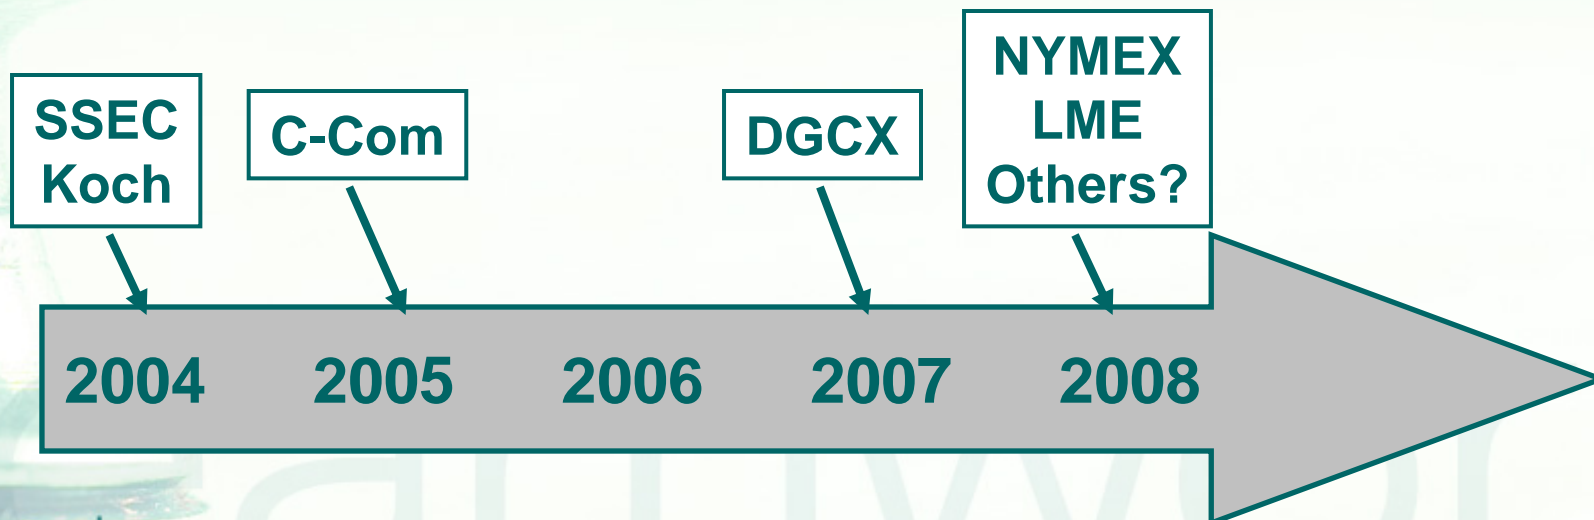 SSEC
Koch
C-Com
DGCX
NYMEX
LME
Others?
2004 2005 2006 2007 2008